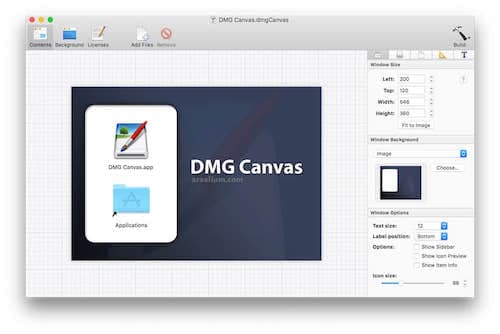 DMG Canvas.dmgCanvas
Contents Background Licenses Add Files Remove Build
Window Size
Left: 200
Top: 120
Width: 646
Height: 360
Fit to Image
Window Background
Image
Choose...
DMG Canvas.app
DMG Canvas
araelium.com
Applications
Window Options
Text size: 12
Label position: Bottom
Options: Show Sidebar
Show Icon Preview
Show Item Info
Icon size: